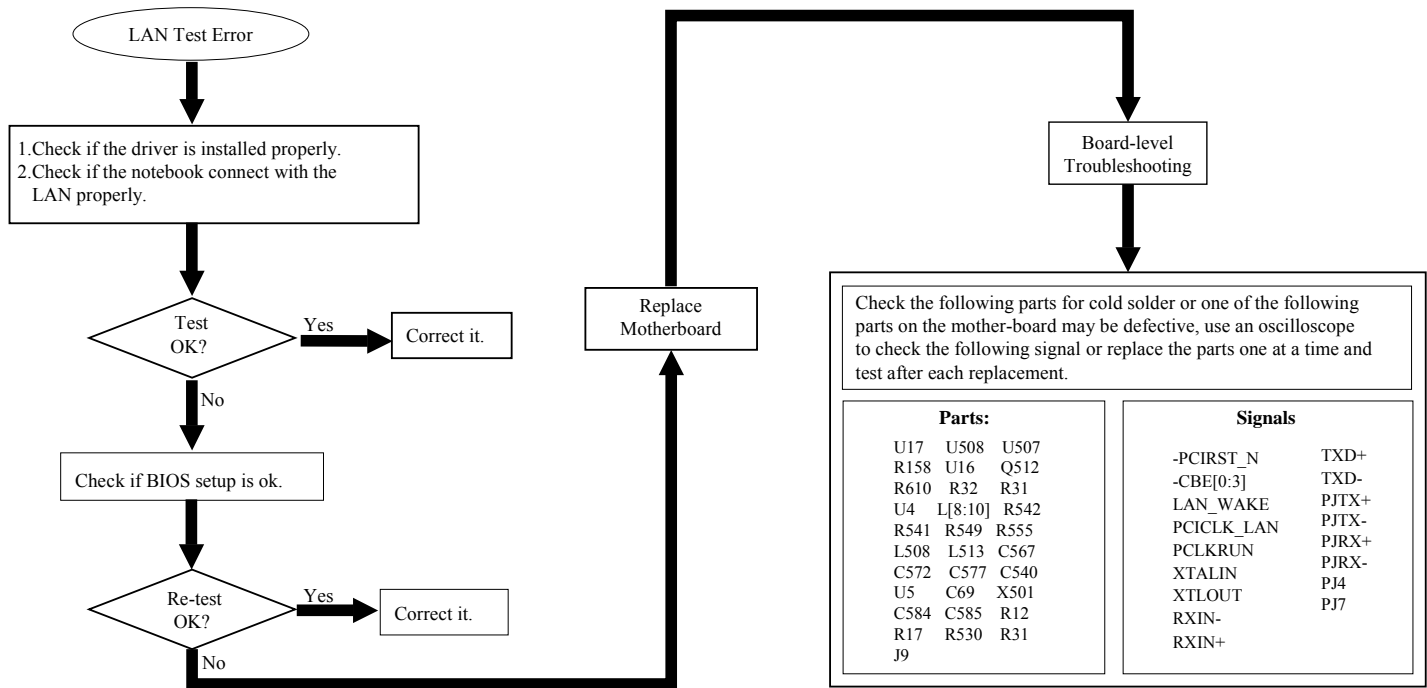 LAN Test Error
1.Check if the driver is installed properly.
2.Check if the notebook connect with the
LAN properly.
Test
OK?
Yes
Correct it.
No
Check if BIOS setup is ok.
Re-test
OK?
Yes
Correct it.
No
Replace
Motherboard
Board-level
Troubleshooting
Check the following parts for cold solder or one of the following
parts on the mother-board may be defective, use an oscilloscope
to check the following signal or replace the parts one at a time and
test after each replacement.
Parts:
U17 U508 U507
R158 U16 Q512
R610 R32 R31
U4 L[8:10] R542
R541 R549 R555
L508 L513 C567
C572 C577 C540
U5 C69 X501
C584 C585 R12
R17 R530 R31
J9
Signals
-PCIRST_N
-CBE[0:3]
LAN_WAKE
PCICLK_LAN
PCLKRUN
XTALIN
XTLOUT
RXIN-
RXIN+
TXD+
TXD-
PJTX+
PJTX-
PJRX+
PJRX-
PJ4
PJ7